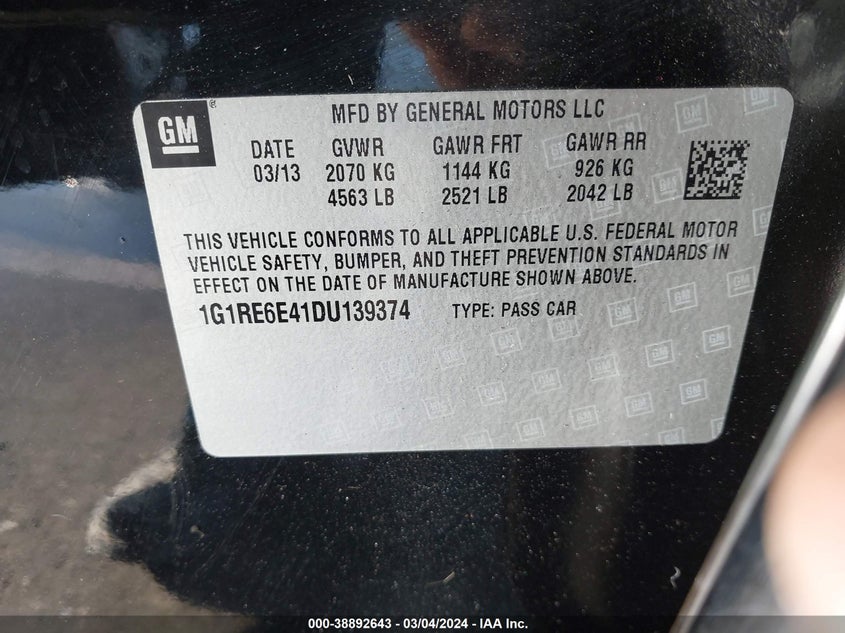 GM
®
MFD BY GENERAL MOTORS LLC
DATE GVWR GAWR FRT GAWR RR
03/13 2070 KG 1144 KG 926 KG
4563 LB 2521 LB 2042 LB
THIS VEHICLE CONFORMS TO ALL APPLICABLE U.S. FEDERAL MOTOR
VEHICLE SAFETY, BUMPER, AND THEFT PREVENTION STANDARDS IN
EFFECT ON THE DATE OF MANUFACTURE SHOWN ABOVE.
1G1RE6E41DU139374 TYPE: PASS CAR
000-38892643 - 03/04/2024 - IAA Inc.